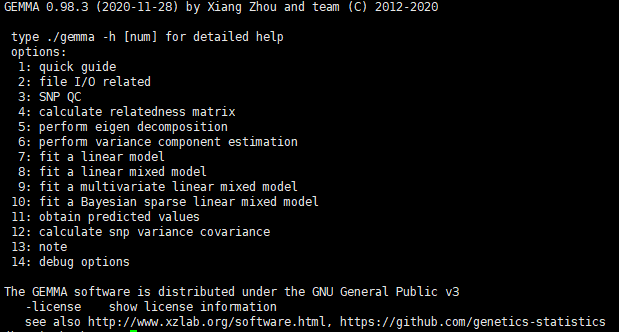 GEMMA 0.98.3 (2020-11-28) by Xiang Zhou and team (C) 2012-2020
type ./gemma -h [num] for detailed help
options:
1: quick guide
2: file I/O related
3: SNP QC
4: calculate relatedness matrix
5: perform eigen decomposition
6: perform variance component estimation
7: fit a linear model
8: fit a linear mixed model
9: fit a multivariate linear mixed model
10: fit a Bayesian sparse linear mixed model
11: obtain predicted values
12: calculate snp variance covariance
13: note
14: debug options
The GEMMA software is distributed under the GNU General Public v3
-license    show license information
see also http://www.xzlab.org/software.html, https://github.com/genetics-statistics